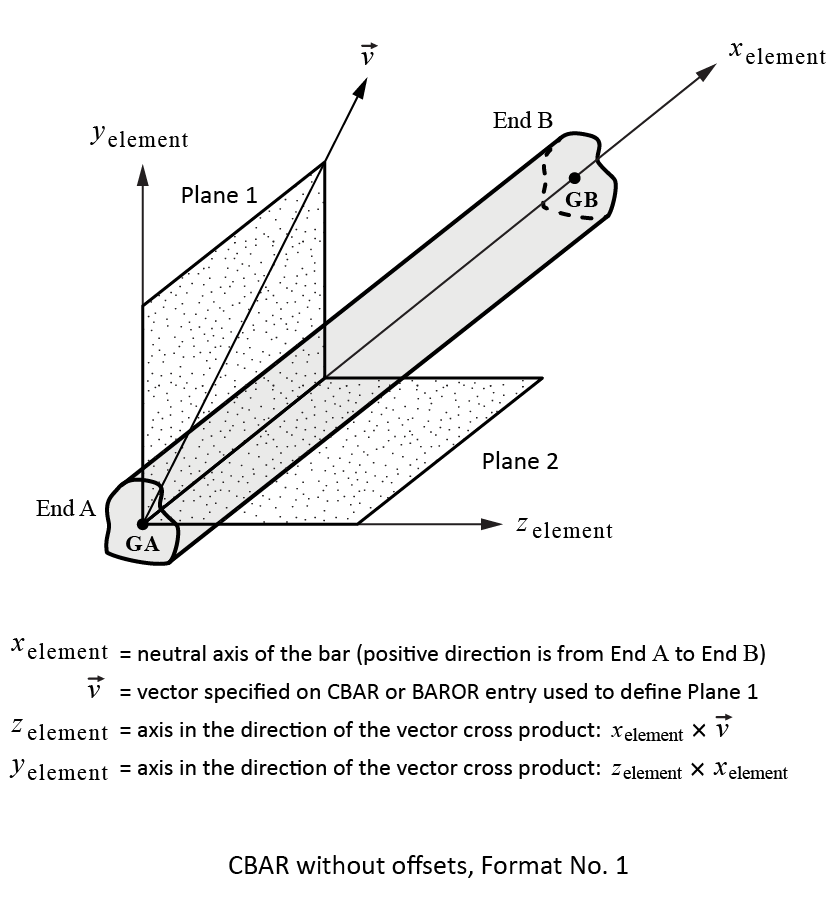 v⃗
x element
End B
y element
Plane 1
GB
Plane 2
End A
z element
GA
x element = neutral axis of the bar (positive direction is from End A to End B)
v⃗ = vector specified on CBAR or BAROR entry used to define Plane 1
z element = axis in the direction of the vector cross product: x element × v⃗
y element = axis in the direction of the vector cross product: z element × x element
CBAR without offsets, Format No. 1